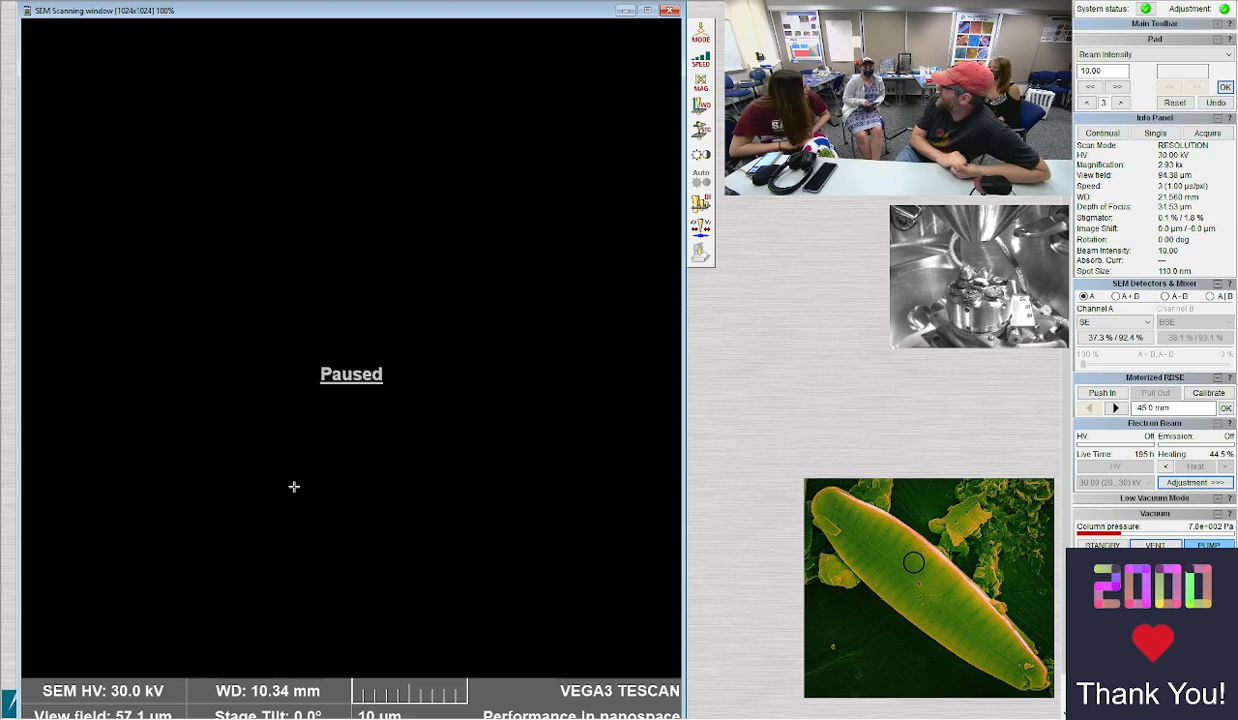 SEM Scanning window [1024x1024] 100%
Paused
SEM HV: 30.0 kV
WD: 10.34 mm
VEGA3 TESCAN
View field: 57.1 µm
Stage Tilt: 0.0°
10 µm
Performance in nanospace
MODE
SPEED
MAG
WD
STG
Auto
System status:
Adjustment:
Main Toolbar
Pad
Beam Intensity
10.00
<< >> << >> OK
< 3 > Reset Undo
Info Panel
Continual Single Acquire
Scan Mode: RESOLUTION
HV: 30.00 kV
Magnification: 2.93 kx
View field: 94.38 µm
Speed: 3 (1.00 µs/pxl)
WD: 21.560 mm
Depth of Focus: 31.53 µm
Stigmator: 0.1 % / 1.8 %
Image Shift: 0.0 µm / -0.0 µm
Rotation: 0.00 deg
Beam Intensity: 10.00
Absorb. Curr: ---
Spot Size: 110.0 nm
SEM Detectors & Mixer
A A+B A-B A|B
Channel A Channel B
SE BSE
37.3 % / 92.4 % 38.1 % / 93.1 %
100 % A+B, A-B 0 %
Motorized RBSE
Push In Pull Out Calibrate
-45.0 mm OK
Electron Beam
HV: Off Emission: Off
Live Time: 195 h Heating: 44.5 %
HV < Heat >
30.00 (20...30) kV Adjustment >>>
Low Vacuum Mode
Vacuum
Column pressure: 7.8e+002 Pa
STANDBY VENT PUMP
2000
Thank You!